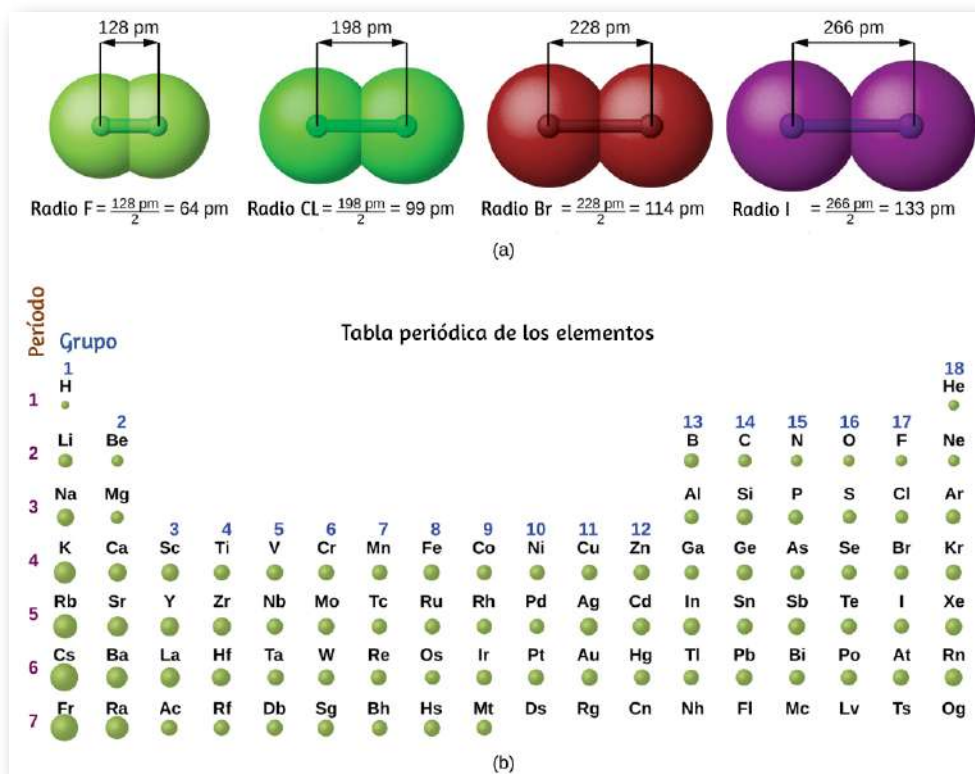 128 pm 198 pm 228 pm 266 pm
Radio F = 128 pm / 2 = 64 pm Radio CL = 198 pm / 2 = 99 pm Radio Br = 228 pm / 2 = 114 pm Radio I = 266 pm / 2 = 133 pm
(a)
Tabla periódica de los elementos
Período
Grupo
1 18
1 H He
2 13 14 15 16 17
2 Li Be B C N O F Ne
3 Na Mg Al Si P S Cl Ar
3 4 5 6 7 8 9 10 11 12
4 K Ca Sc Ti V Cr Mn Fe Co Ni Cu Zn Ga Ge As Se Br Kr
5 Rb Sr Y Zr Nb Mo Tc Ru Rh Pd Ag Cd In Sn Sb Te I Xe
6 Cs Ba La Hf Ta W Re Os Ir Pt Au Hg Tl Pb Bi Po At Rn
7 Fr Ra Ac Rf Db Sg Bh Hs Mt Ds Rg Cn Nh Fl Mc Lv Ts Og
(b)